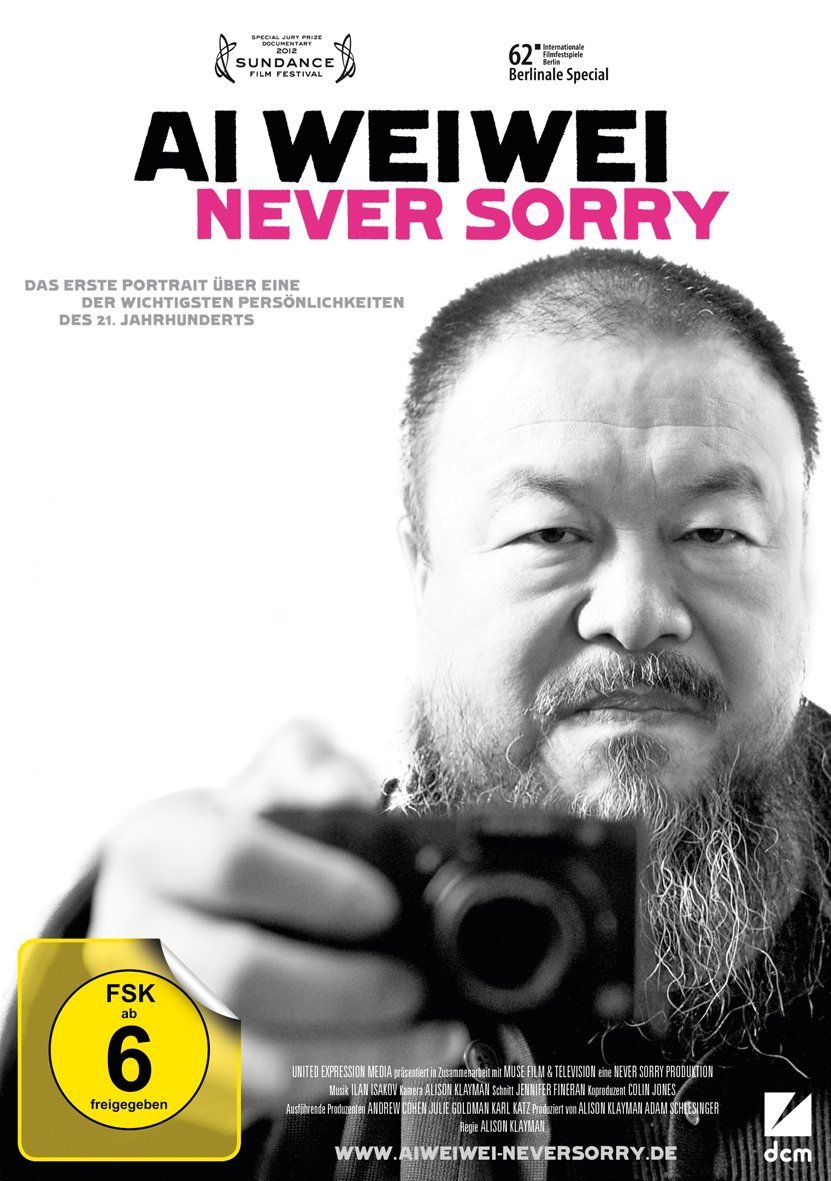 SPECIAL JURY PRIZE
DOCUMENTARY
2012
SUNDANCE
FILM FESTIVAL
62 Internationale
Filmfestspiele
Berlin
Berlinale Special
AI WEIWEI
NEVER SORRY
DAS ERSTE PORTRAIT ÜBER EINE
DER WICHTIGSTEN PERSÖNLICHKEITEN
DES 21. JAHRHUNDERTS
FSK
ab
6
freigegeben
UNITED EXPRESSION MEDIA präsentiert in Zusammenarbeit mit MUSE FILM & TELEVISION eine NEVER SORRY PRODUKTION
Musik ILAN ISAKOV Kamera ALISON KLAYMAN Schnitt JENNIFER FINERAN Koproduzent COLIN JONES
Ausführende Produzenten ANDREW COHEN JULIE GOLDMAN KARL KATZ Produziert von ALISON KLAYMAN ADAM SCHLESINGER
Regie ALISON KLAYMAN
WWW.AIWEIWEI-NEVERSORRY.DE
dcm